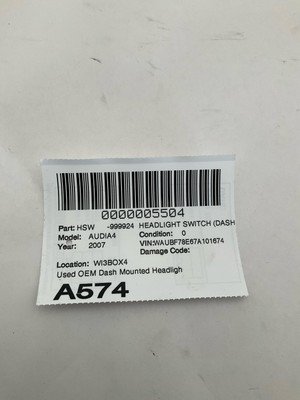 0000005504
Part: HSW -999924 HEADLIGHT SWITCH (DASH
Model: AUDIA4 Condition: 0
Year: 2007 VIN:WAUBF78E67A101674
Damage Code:
Location: WI3BOX4
Used OEM Dash Mounted Headligh
A574